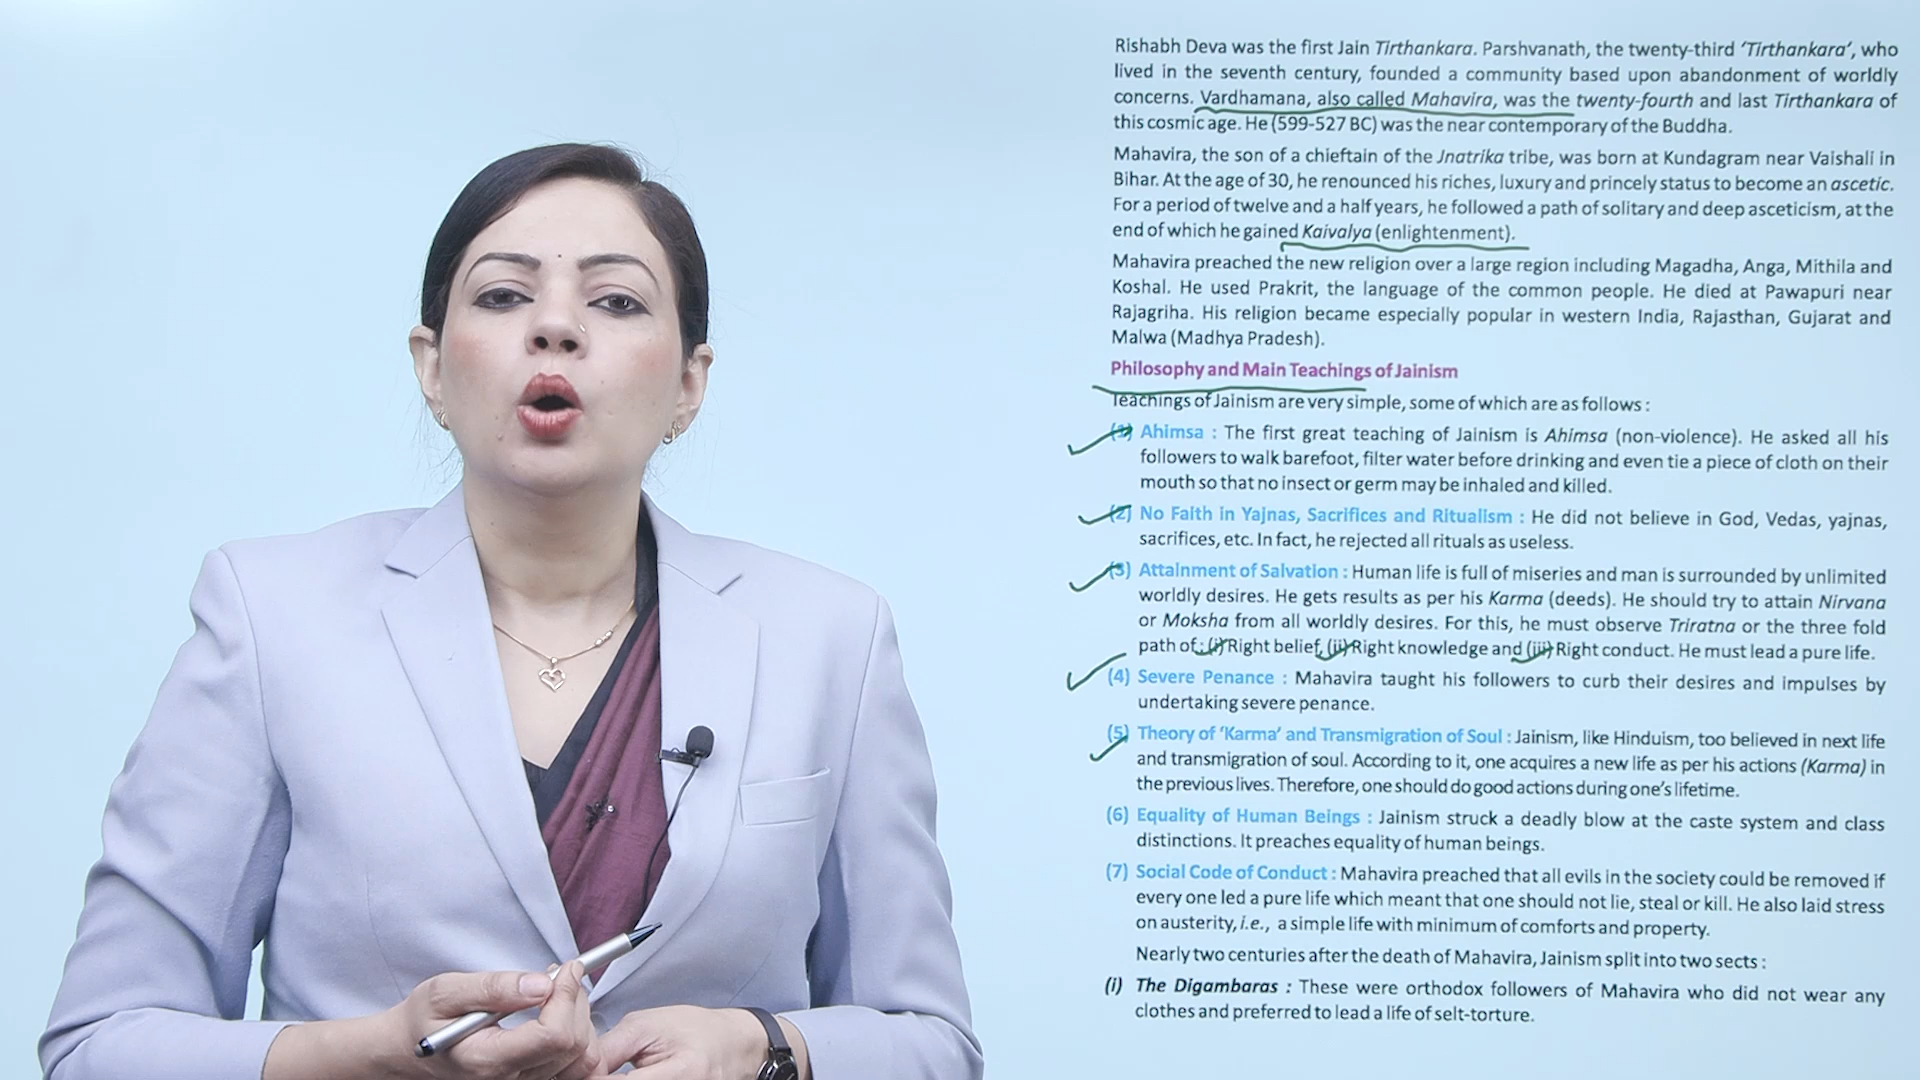 Rishabh Deva was the first Jain Tirthankara. Parshvanath, the twenty-third ‘Tirthankara’, who
lived in the seventh century, founded a community based upon abandonment of worldly
concerns. Vardhamana, also called Mahavira, was the twenty-fourth and last Tirthankara of
this cosmic age. He (599-527 BC) was the near contemporary of the Buddha.
Mahavira, the son of a chieftain of the Jnatrika tribe, was born at Kundagram near Vaishali in
Bihar. At the age of 30, he renounced his riches, luxury and princely status to become an ascetic.
For a period of twelve and a half years, he followed a path of solitary and deep asceticism, at the
end of which he gained Kaivalya (enlightenment).
Mahavira preached the new religion over a large region including Magadha, Anga, Mithila and
Koshal. He used Prakrit, the language of the common people. He died at Pawapuri near
Rajagriha. His religion became especially popular in western India, Rajasthan, Gujarat and
Malwa (Madhya Pradesh).
Philosophy and Main Teachings of Jainism
Teachings of Jainism are very simple, some of which are as follows :
(1) Ahimsa : The first great teaching of Jainism is Ahimsa (non-violence). He asked all his
followers to walk barefoot, filter water before drinking and even tie a piece of cloth on their
mouth so that no insect or germ may be inhaled and killed.
(2) No Faith in Yajnas, Sacrifices and Ritualism : He did not believe in God, Vedas, yajnas,
sacrifices, etc. In fact, he rejected all rituals as useless.
(3) Attainment of Salvation : Human life is full of miseries and man is surrounded by unlimited
worldly desires. He gets results as per his Karma (deeds). He should try to attain Nirvana
or Moksha from all worldly desires. For this, he must observe Triratna or the three fold
path of : (i) Right belief, (ii) Right knowledge and (iii) Right conduct. He must lead a pure life.
(4) Severe Penance : Mahavira taught his followers to curb their desires and impulses by
undertaking severe penance.
(5) Theory of ‘Karma’ and Transmigration of Soul : Jainism, like Hinduism, too believed in next life
and transmigration of soul. According to it, one acquires a new life as per his actions (Karma) in
the previous lives. Therefore, one should do good actions during one’s lifetime.
(6) Equality of Human Beings : Jainism struck a deadly blow at the caste system and class
distinctions. It preaches equality of human beings.
(7) Social Code of Conduct : Mahavira preached that all evils in the society could be removed if
every one led a pure life which meant that one should not lie, steal or kill. He also laid stress
on austerity, i.e., a simple life with minimum of comforts and property.
Nearly two centuries after the death of Mahavira, Jainism split into two sects :
(i) The Digambaras : These were orthodox followers of Mahavira who did not wear any
clothes and preferred to lead a life of selt-torture.